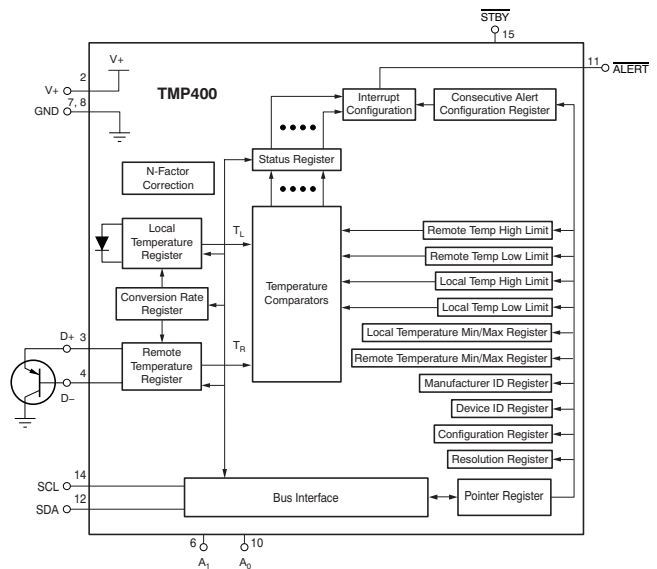 STBY
15
11
ALERT
V+
2
V+
7, 8
GND
TMP400
Interrupt
Configuration
Consecutive Alert
Configuration Register
Status Register
N-Factor
Correction
Local
Temperature
Register
TL
Remote Temp High Limit
Remote Temp Low Limit
Temperature
Comparators
Local Temp High Limit
Conversion Rate
Register
Local Temp Low Limit
Local Temperature Min/Max Register
D+
3
Remote
Temperature
Register
TR
Remote Temperature Min/Max Register
4
D−
Manufacturer ID Register
Device ID Register
Configuration Register
Resolution Register
14
SCL
12
SDA
Bus Interface
Pointer Register
6
10
A1
A0